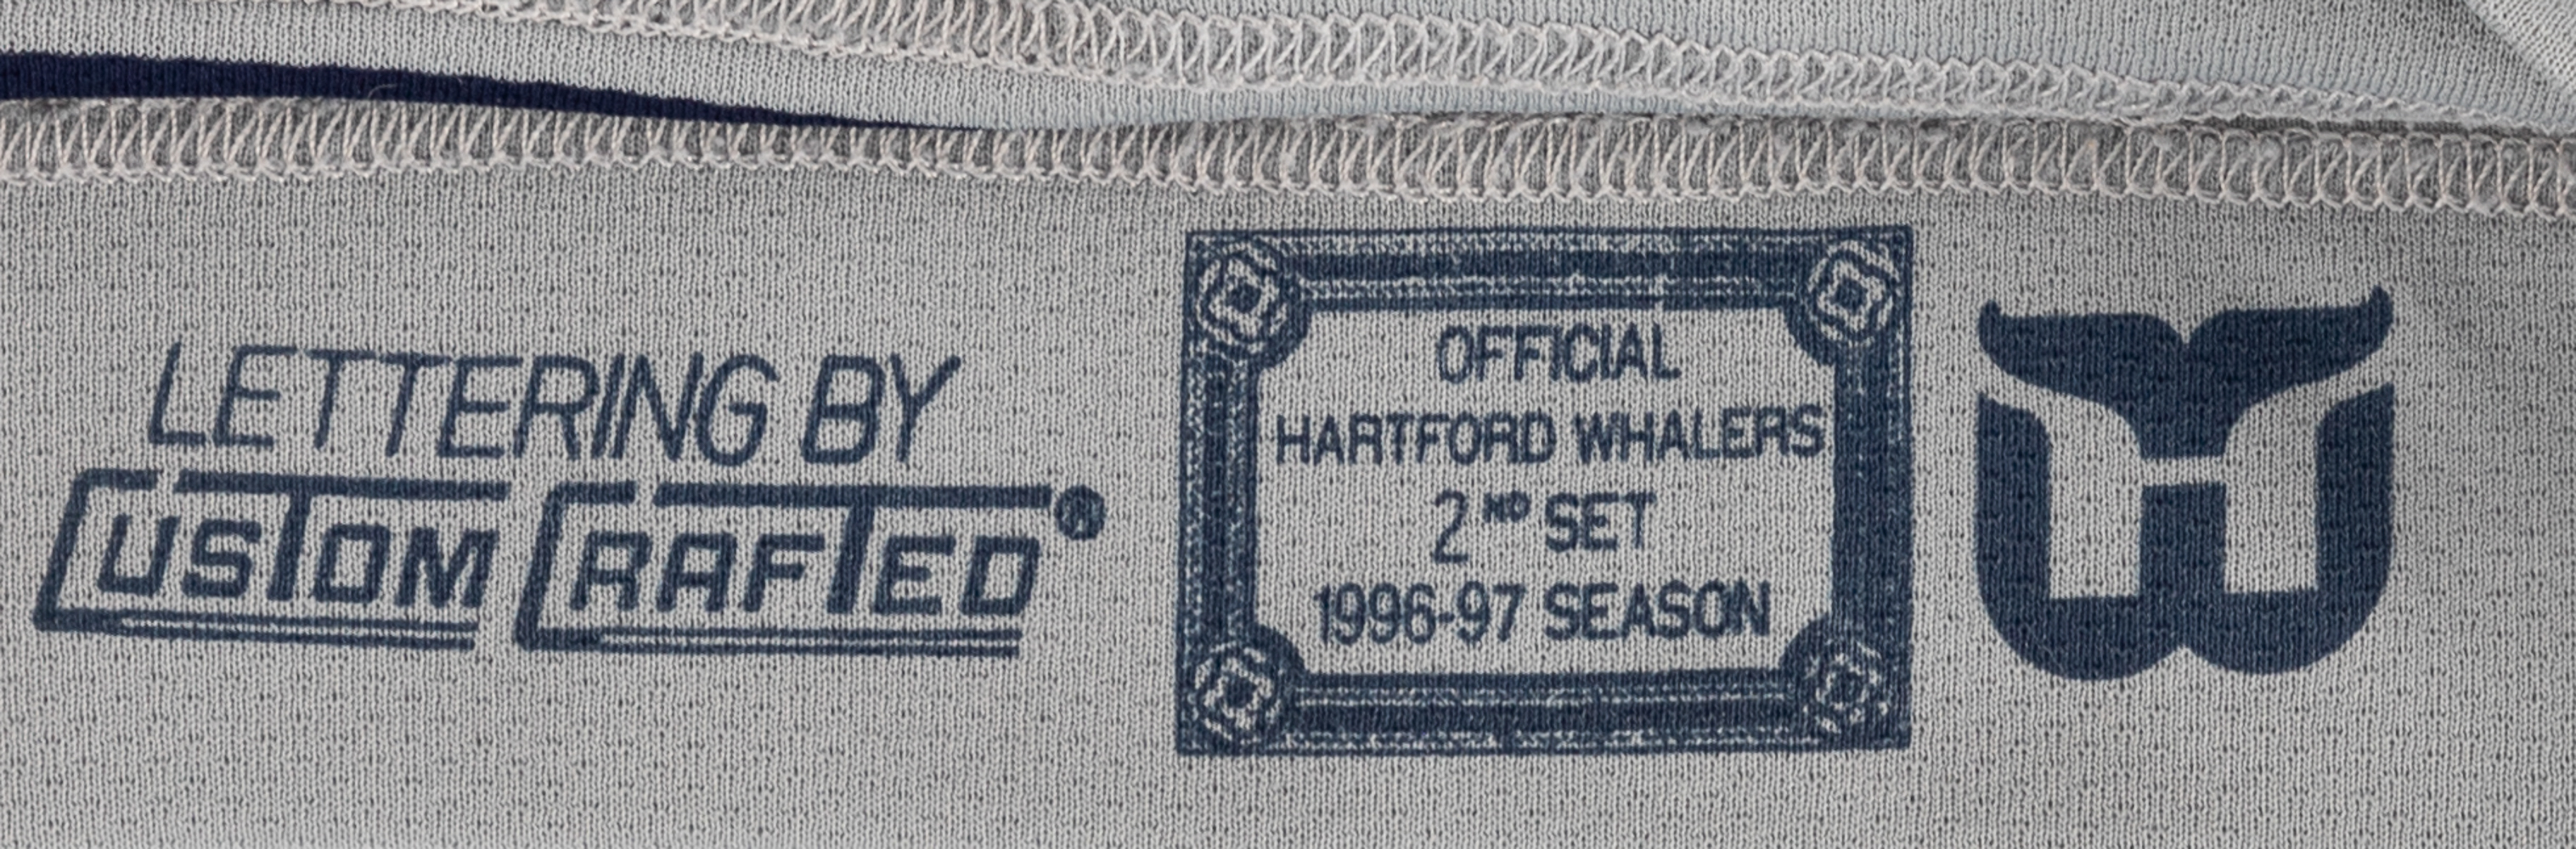 LETTERING BY
CUSTOM CRAFTED®
OFFICIAL
HARTFORD WHALERS
2ND SET
1996-97 SEASON